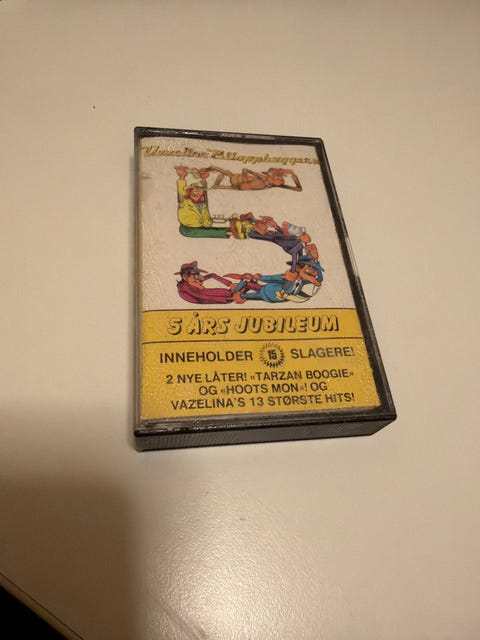 Vazelina Bilopphøggers
5 ÅRS JUBILEUM
INNEHOLDER 15 SLAGERE!
2 NYE LÅTER! «TARZAN BOOGIE»
OG «HOOTS MON»! OG
VAZELINA'S 13 STØRSTE HITS!